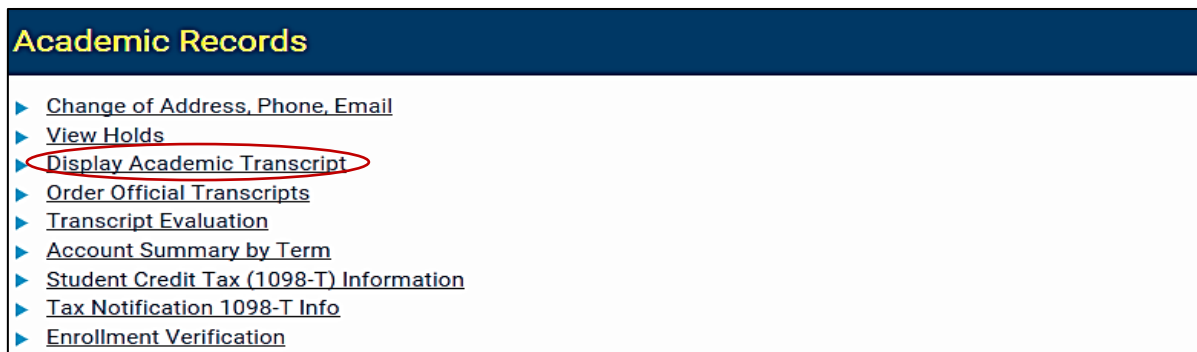 Academic Records
Change of Address, Phone, Email
View Holds
Display Academic Transcript
Order Official Transcripts
Transcript Evaluation
Account Summary by Term
Student Credit Tax (1098-T) Information
Tax Notification 1098-T Info
Enrollment Verification